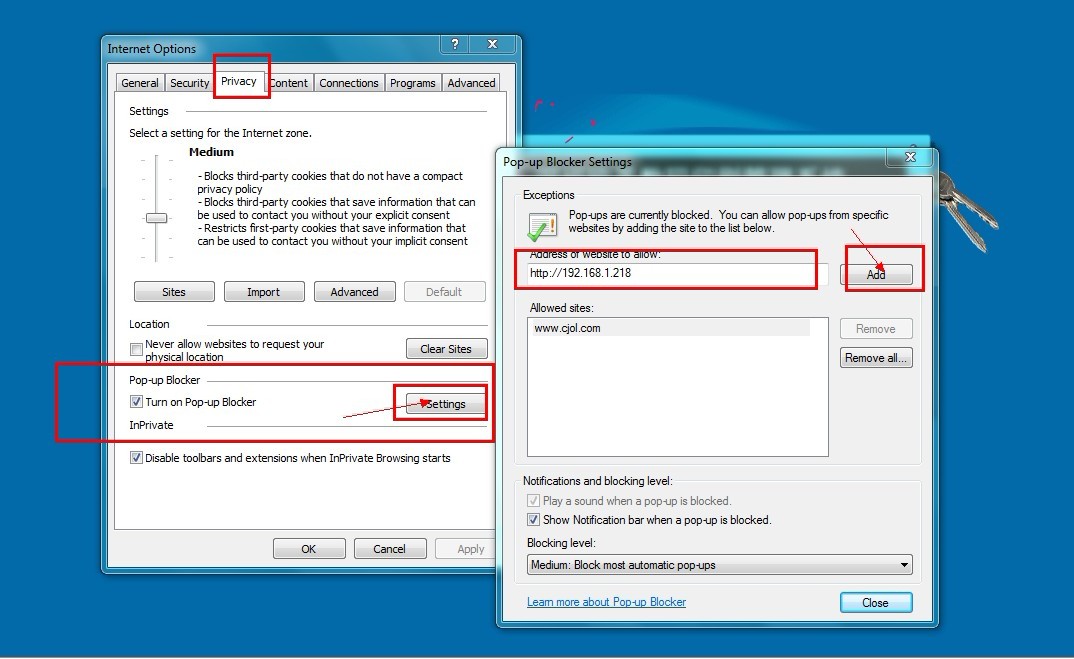 Internet Options
General Security Privacy Content Connections Programs Advanced
Settings
Select a setting for the Internet zone.
Medium
- Blocks third-party cookies that do not have a compact
privacy policy
- Blocks third-party cookies that save information that can
be used to contact you without your explicit consent
- Restricts first-party cookies that save information that
can be used to contact you without your implicit consent
Sites Import Advanced Default
Location
Never allow websites to request your
physical location
Clear Sites
Pop-up Blocker
Turn on Pop-up Blocker
Settings
InPrivate
Disable toolbars and extensions when InPrivate Browsing starts
OK Cancel Apply
Pop-up Blocker Settings
Exceptions
Pop-ups are currently blocked. You can allow pop-ups from specific
websites by adding the site to the list below.
Address of website to allow:
http://192.168.1.218
Add
Allowed sites:
www.cjol.com
Remove
Remove all...
Notifications and blocking level:
Play a sound when a pop-up is blocked.
Show Notification bar when a pop-up is blocked.
Blocking level:
Medium: Block most automatic pop-ups
Learn more about Pop-up Blocker
Close